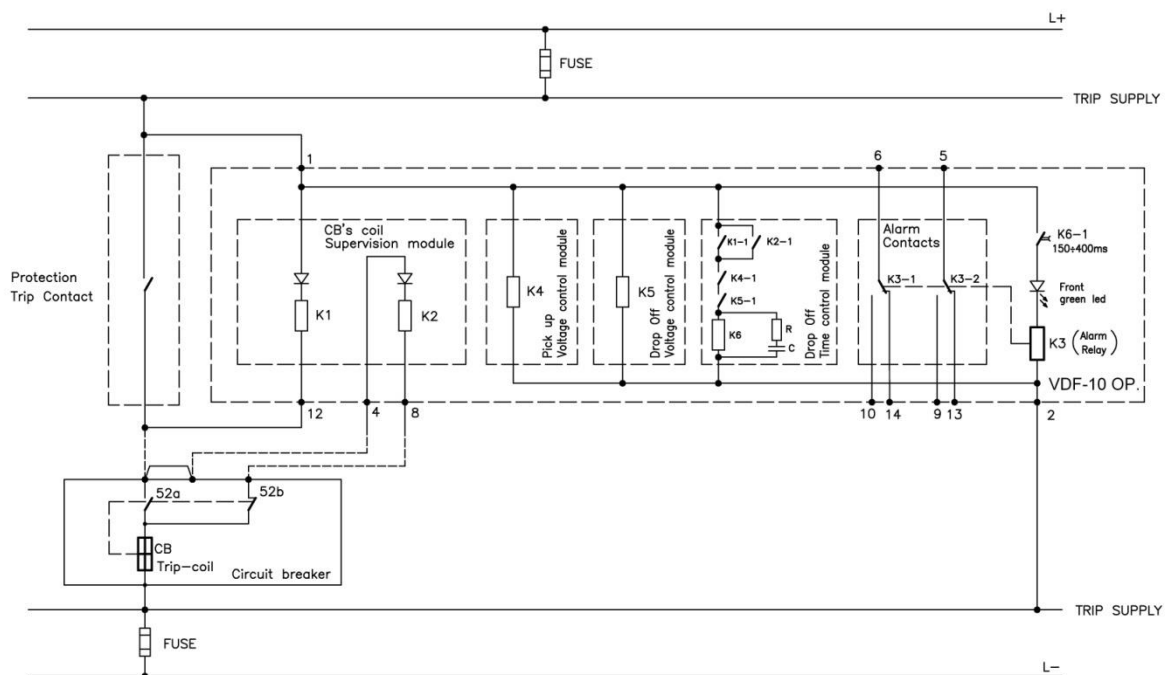 L+
FUSE
TRIP SUPPLY
1
6
5
CB's coil
Supervision module
K1
K2
K4
Pick up
Voltage control module
K5
Drop Off
Voltage control module
K1-1
K2-1
K4-1
K5-1
K6
R
C
Drop Off
Time control module
Alarm
Contacts
K3-1
K3-2
K6-1
150÷400ms
Front
green led
K3 (Alarm
Relay)
VDF-10 OP.
Protection
Trip Contact
12
4
8
10
14
9
13
2
52a
52b
CB
Trip-coil
Circuit breaker
TRIP SUPPLY
FUSE
L-